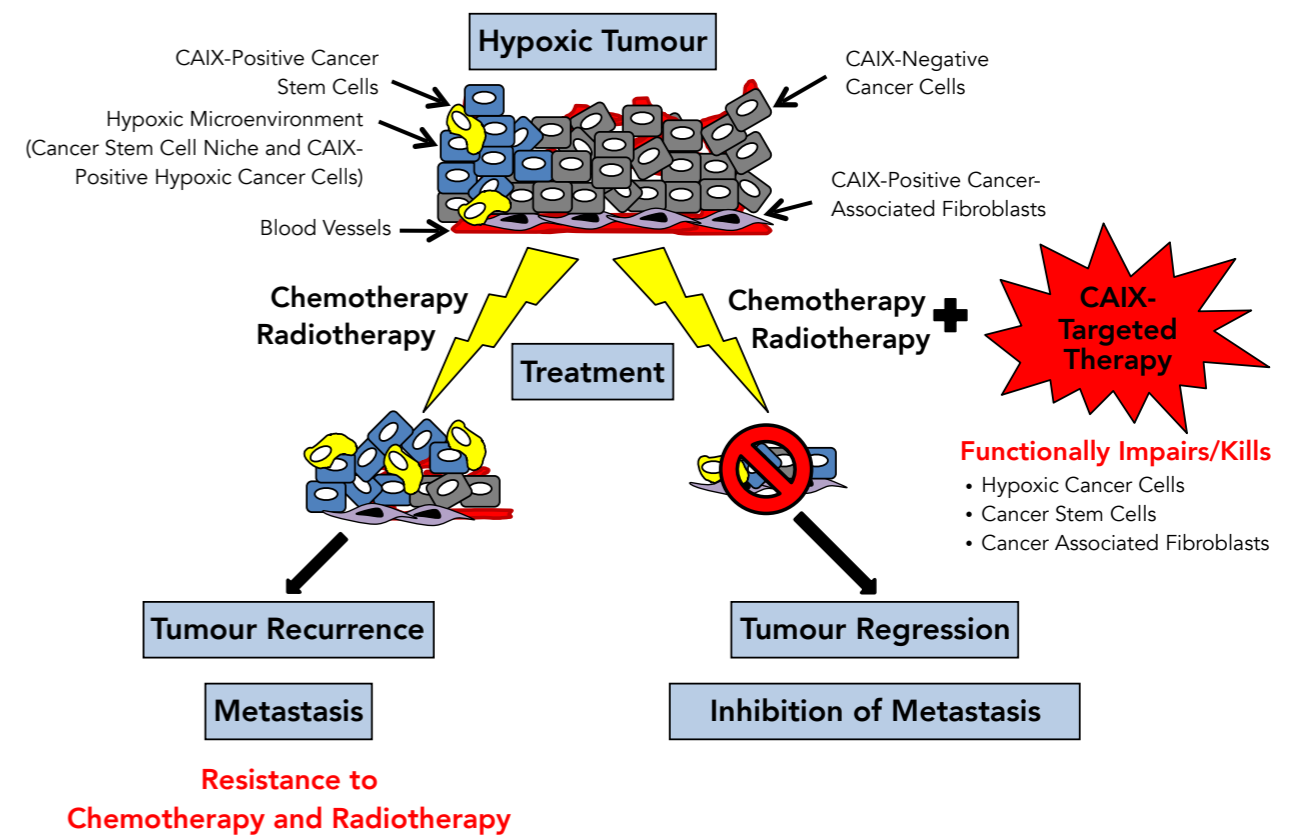 Hypoxic Tumour
CAIX-Positive Cancer
Stem Cells
Hypoxic Microenvironment
(Cancer Stem Cell Niche and CAIX-
Positive Hypoxic Cancer Cells)
Blood Vessels
CAIX-Negative
Cancer Cells
CAIX-Positive Cancer-
Associated Fibroblasts
Chemotherapy
Radiotherapy
Treatment
Chemotherapy
Radiotherapy
CAIX-
Targeted
Therapy
Functionally Impairs/Kills
• Hypoxic Cancer Cells
• Cancer Stem Cells
• Cancer Associated Fibroblasts
Tumour Recurrence
Metastasis
Resistance to
Chemotherapy and Radiotherapy
Tumour Regression
Inhibition of Metastasis